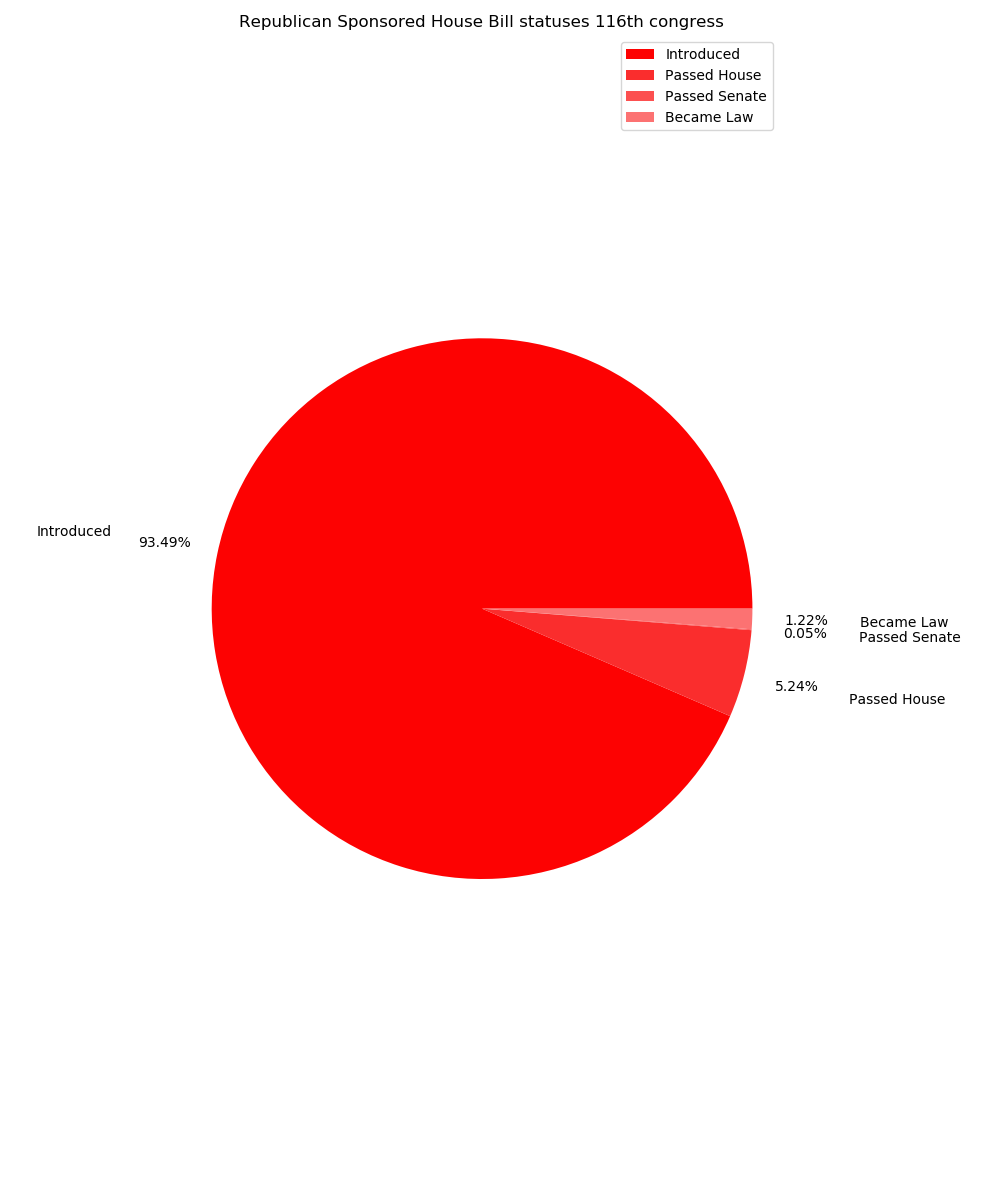 Republican Sponsored House Bill statuses 116th congress
Introduced
Passed House
Passed Senate
Became Law
Introduced
93.49%
1.22%
Became Law
0.05%
Passed Senate
5.24%
Passed House